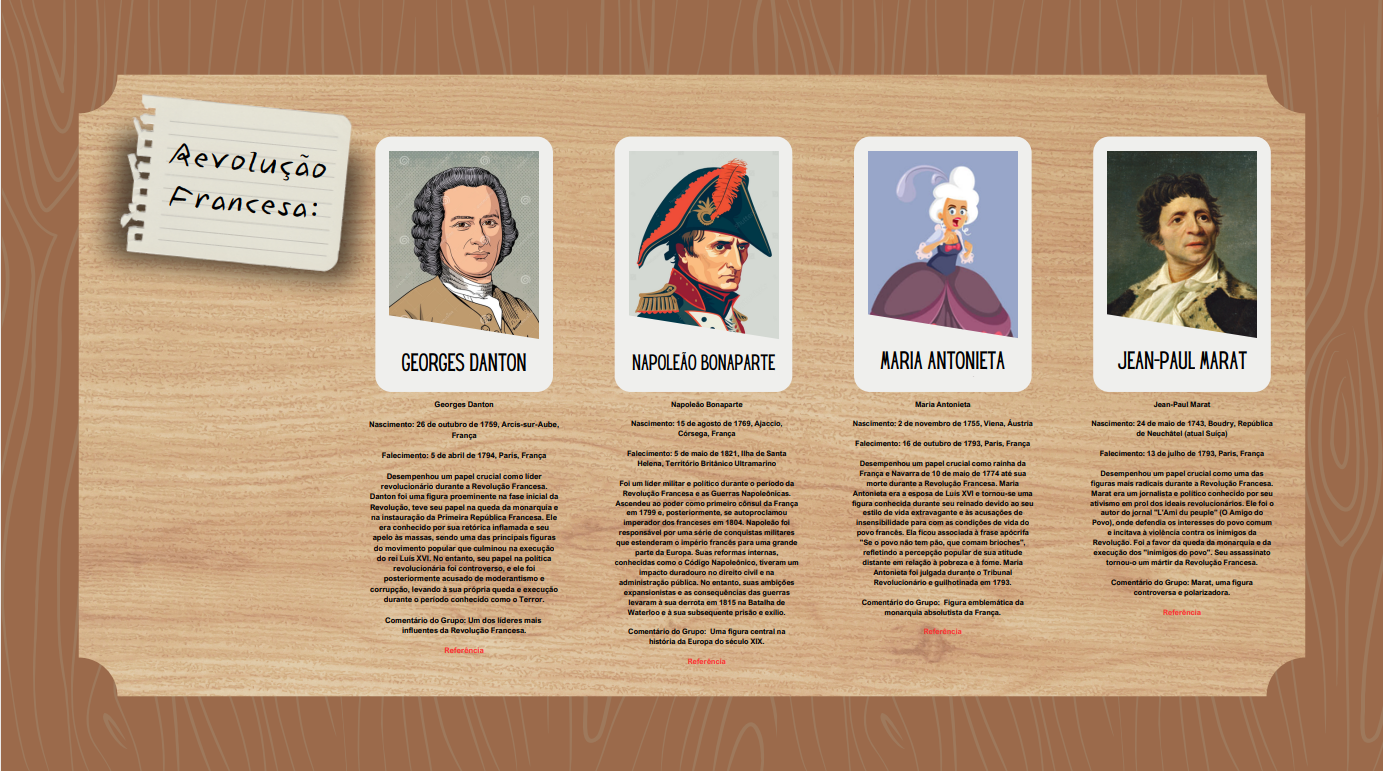 Revolução
Francesa:
GEORGES DANTON
Georges Danton
Nascimento: 26 de outubro de 1759, Arcis-sur-Aube,
França
Falecimento: 5 de abril de 1794, Paris, França
Desempenhou um papel crucial como líder
revolucionário durante a Revolução Francesa.
Danton foi uma figura proeminente na fase inicial da
Revolução, teve seu papel na queda da monarquia e
na instauração da Primeira República Francesa. Ele
era conhecido por sua retórica inflamada e seu
apelo às massas, sendo uma das principais figuras
do movimento popular que culminou na execução
do rei Luis XVI. No entanto, seu papel na política
revolucionária foi controverso, e ele foi
posteriormente acusado de moderantismo e
corrupção, levando à sua própria queda e execução
durante o período conhecido como o Terror.
Comentário do Grupo: Um dos líderes mais
influentes da Revolução Francesa.
Referência
NAPOLEÃO BONAPARTE
Napoleão Bonaparte
Nascimento: 15 de agosto de 1769, Ajaccio,
Córsega, França
Falecimento: 5 de maio de 1821, Ilha de Santa
Helena, Território Britânico Ultramarino
Foi um líder militar e político durante o período da
Revolução Francesa e as Guerras Napoleônicas.
Ascendeu ao poder como primeiro cônsul da França
em 1799 e, posteriormente, se autoproclamou
imperador dos franceses em 1804. Napoleão foi
responsável por uma série de conquistas militares
que estenderam o império francês para uma grande
parte da Europa. Suas reformas internas,
conhecidas como o Código Napoleônico, tiveram um
impacto duradouro no direito civil e na
administração pública. No entanto, suas ambições
expansionistas e as consequências das guerras
levaram à sua derrota em 1815 na Batalha de
Waterloo e à sua subsequente prisão e exílio.
Comentário do Grupo: Uma figura central na
história da Europa do século XIX.
Referência
MARIA ANTONIETA
Maria Antonieta
Nascimento: 2 de novembro de 1755, Viena, Áustria
Falecimento: 16 de outubro de 1793, Paris, França
Desempenhou um papel crucial como rainha da
França e Navarra de 10 de maio de 1774 até sua
morte durante a Revolução Francesa. Maria
Antonieta era a esposa de Luis XVI e tornou-se uma
figura conhecida durante seu reinado devido ao seu
estilo de vida extravagante e às acusações de
insensibilidade para com as condições de vida do
povo francês. Ela ficou associada à frase apócrifa
"Se o povo não tem pão, que comam brioches",
refletindo a percepção popular de sua atitude
distante em relação à pobreza e à fome. Maria
Antonieta foi julgada durante o Tribunal
Revolucionário e guilhotinada em 1793.
Comentário do Grupo: Figura emblemática da
monarquia absolutista da França.
Referência
JEAN-PAUL MARAT
Jean-Paul Marat
Nascimento: 24 de maio de 1743, Boudry, República
de Neuchâtel (atual Suíça)
Falecimento: 13 de julho de 1793, Paris, França
Desempenhou um papel crucial como uma das
figuras mais radicais durante a Revolução Francesa.
Marat era um jornalista e político conhecido por seu
ativismo em prol dos ideais revolucionários. Ele foi o
autor do jornal "L'Ami du peuple" (O Amigo do
Povo), onde defendia os interesses do povo comum
e incitava à violência contra os inimigos da
Revolução. Foi a favor da queda da monarquia e da
execução dos "inimigos do povo". Seu assassinato
tornou-o um mártir da Revolução Francesa.
Comentário do Grupo: Marat, uma figura
controversa e polarizadora.
Referência